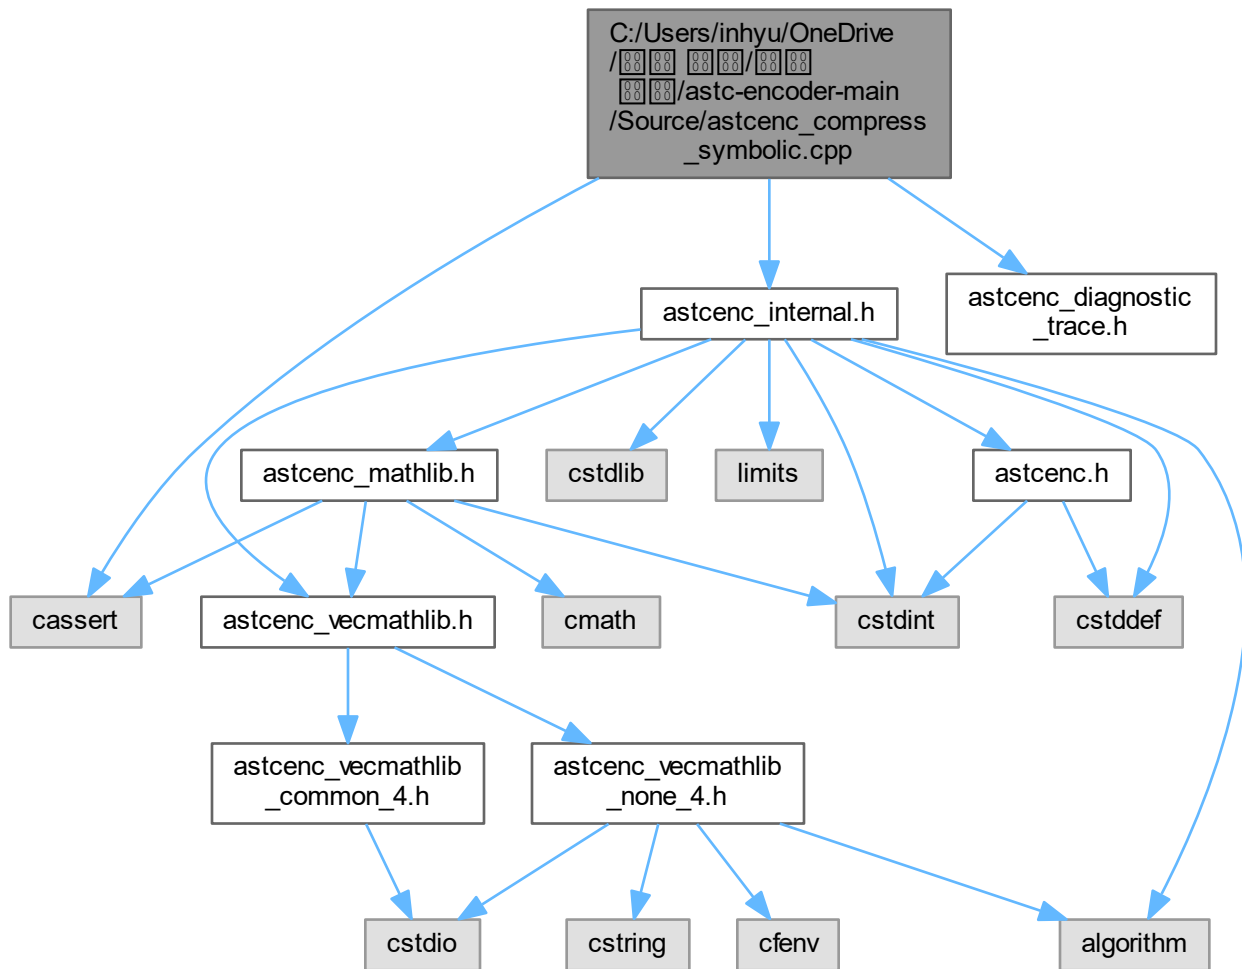 C:/Users/inhyu/OneDrive
/astc-encoder-main
/Source/astcenc_compress
_symbolic.cpp
astcenc_diagnostic
_trace.h
astcenc_internal.h
astcenc_mathlib.h
cstdlib
limits
astcenc.h
cassert
astcenc_vecmathlib.h
cmath
cstdint
cstddef
astcenc_vecmathlib
_common_4.h
astcenc_vecmathlib
_none_4.h
cstdio
cstring
cfenv
algorithm